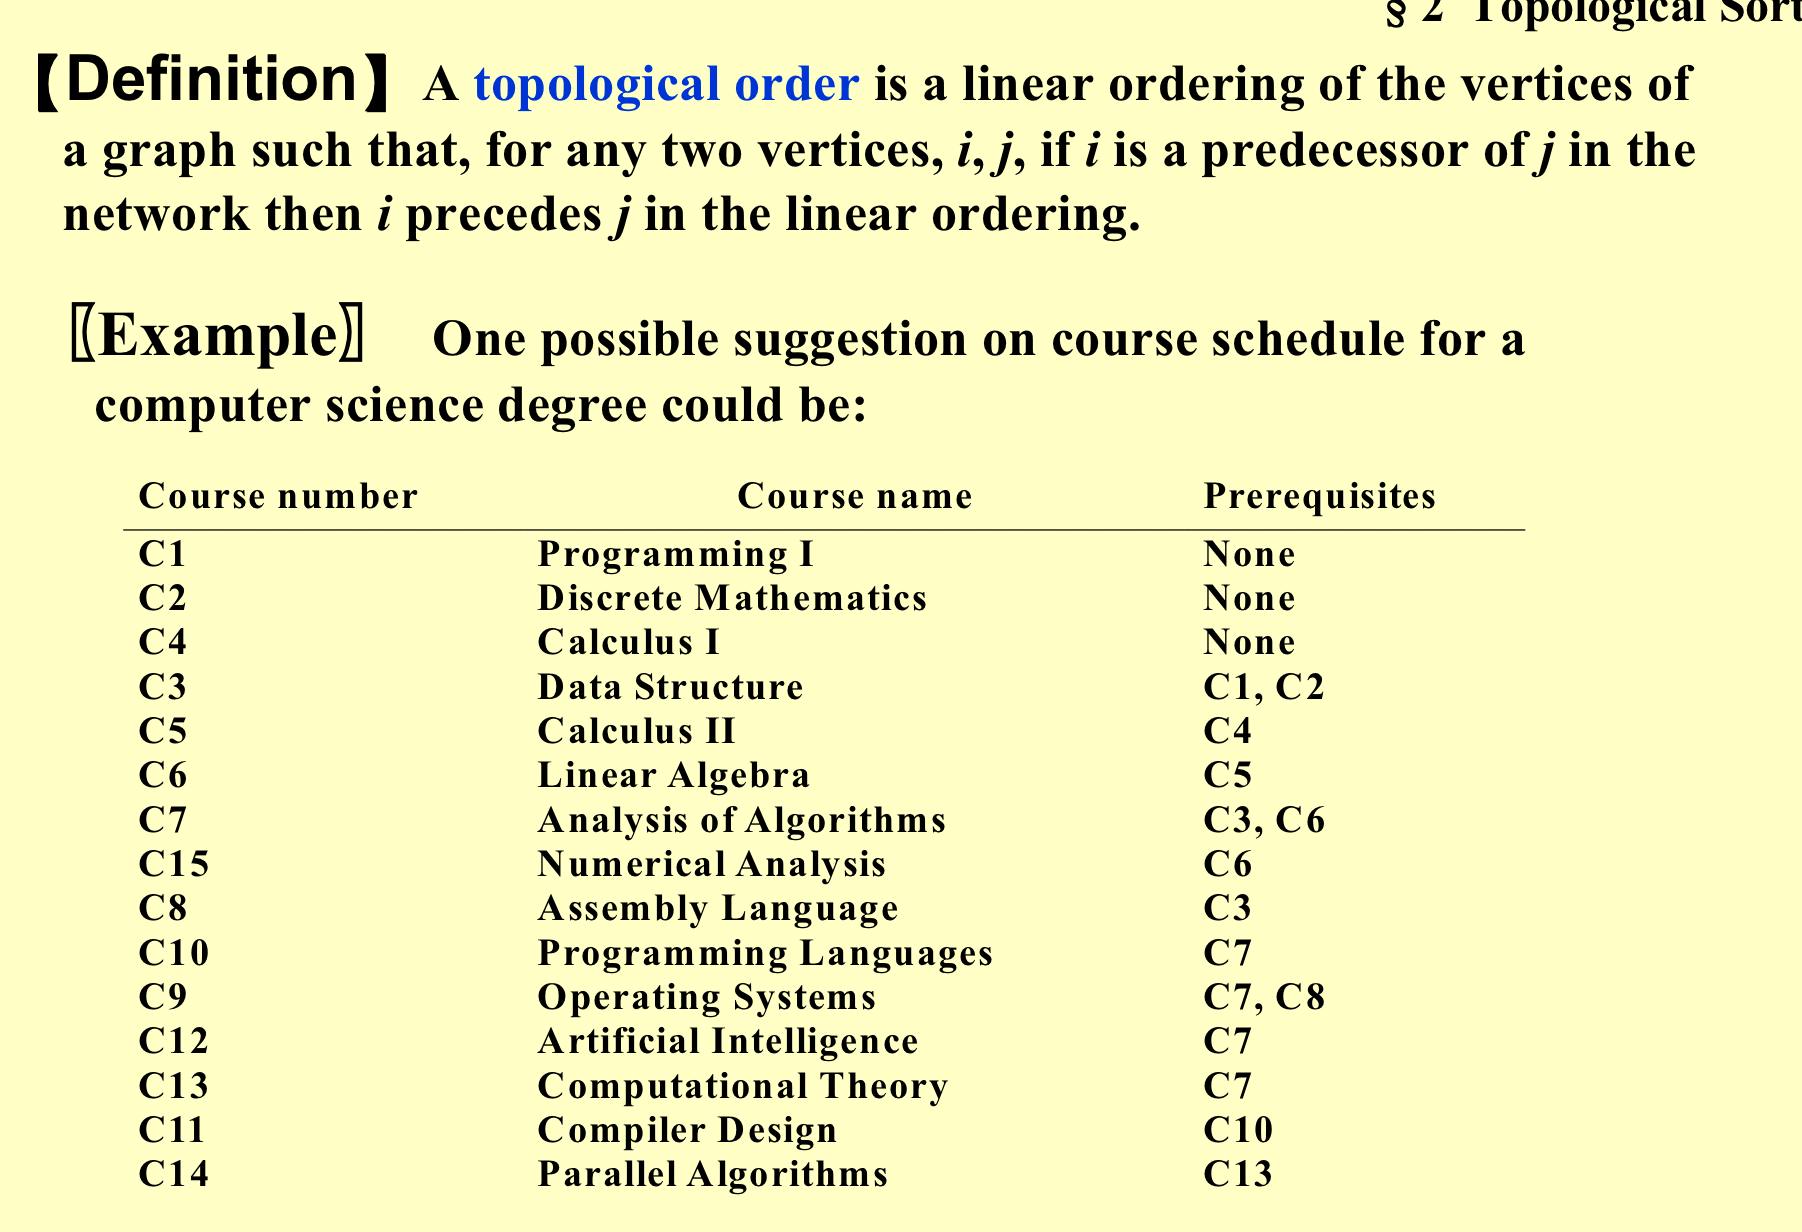 § 2 Topological Sort
【Definition】 A topological order is a linear ordering of the vertices of
a graph such that, for any two vertices, i, j, if i is a predecessor of j in the
network then i precedes j in the linear ordering.
〖Example〗 One possible suggestion on course schedule for a
computer science degree could be:
Course number Course name Prerequisites
C1 Programming I None
C2 Discrete Mathematics None
C4 Calculus I None
C3 Data Structure C1, C2
C5 Calculus II C4
C6 Linear Algebra C5
C7 Analysis of Algorithms C3, C6
C15 Numerical Analysis C6
C8 Assembly Language C3
C10 Programming Languages C7
C9 Operating Systems C7, C8
C12 Artificial Intelligence C7
C13 Computational Theory C7
C11 Compiler Design C10
C14 Parallel Algorithms C13